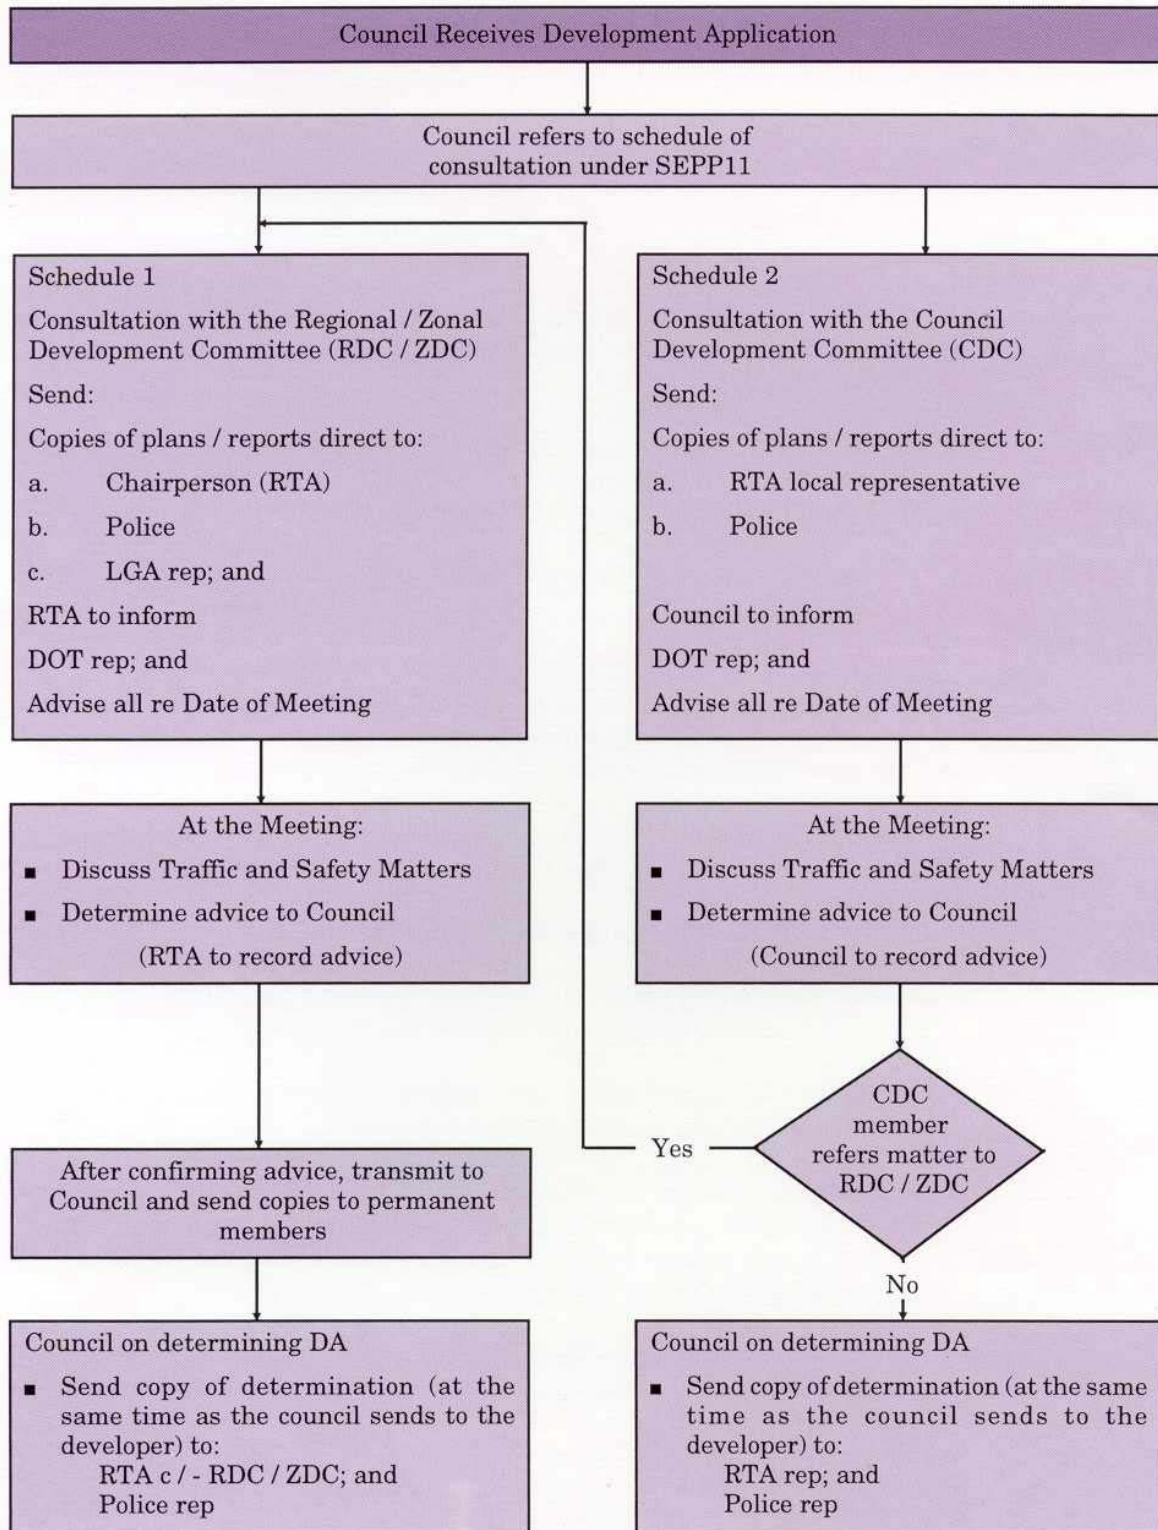 Council Receives Development Application
Council refers to schedule of
consultation under SEPP11
Schedule 1
Consultation with the Regional / Zonal
Development Committee (RDC / ZDC)
Send:
Copies of plans / reports direct to:
a. Chairperson (RTA)
b. Police
c. LGA rep; and
RTA to inform
DOT rep; and
Advise all re Date of Meeting
Schedule 2
Consultation with the Council
Development Committee (CDC)
Send:
Copies of plans / reports direct to:
a. RTA local representative
b. Police
Council to inform
DOT rep; and
Advise all re Date of Meeting
At the Meeting:
■ Discuss Traffic and Safety Matters
■ Determine advice to Council
(RTA to record advice)
At the Meeting:
■ Discuss Traffic and Safety Matters
■ Determine advice to Council
(Council to record advice)
CDC
member
refers matter to
RDC / ZDC
Yes
No
After confirming advice, transmit to
Council and send copies to permanent
members
Council on determining DA
■ Send copy of determination (at the
same time as the council sends to the
developer) to:
RTA c / - RDC / ZDC; and
Police rep
Council on determining DA
■ Send copy of determination (at the same
time as the council sends to the
developer) to:
RTA rep; and
Police rep